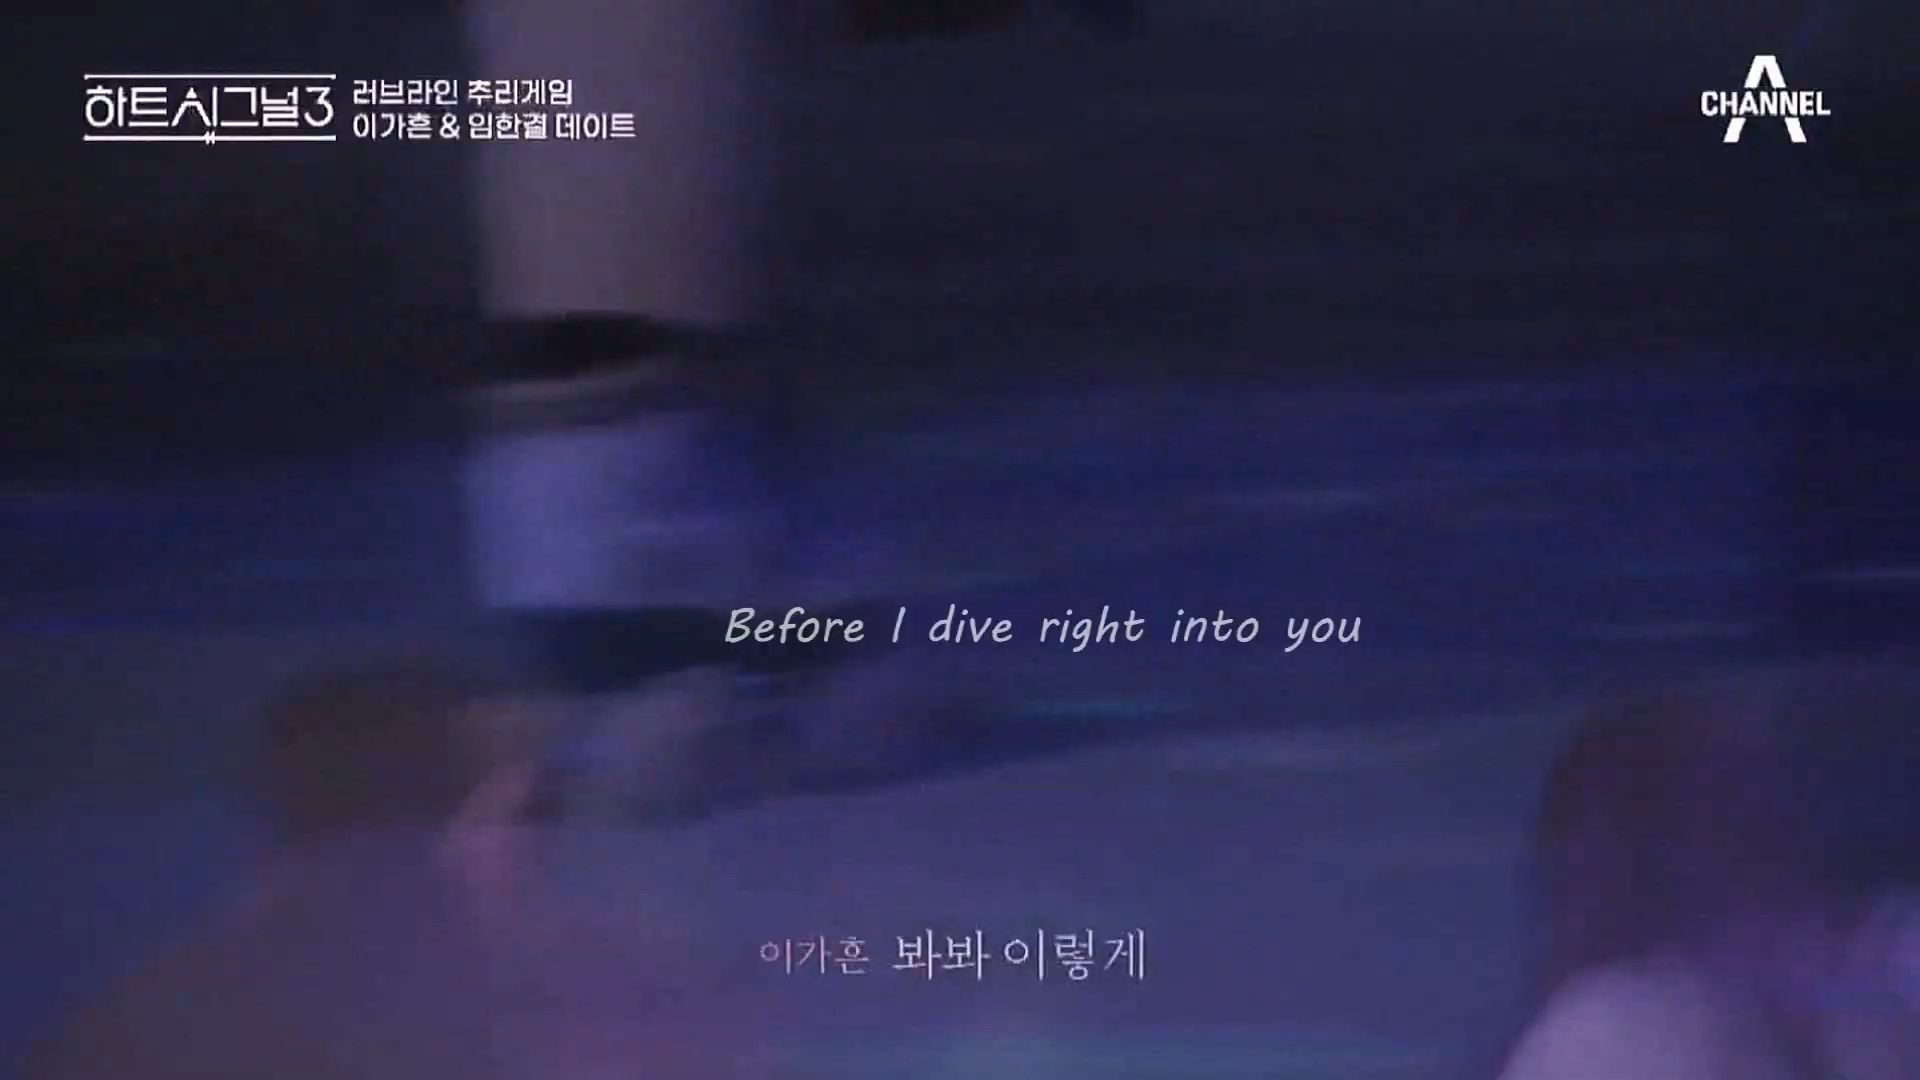 하트시그널3
러브라인 추리게임
이가흔 & 임한결 데이트
CHANNEL A
Before I dive right into you
이가흔 봐봐 이렇게